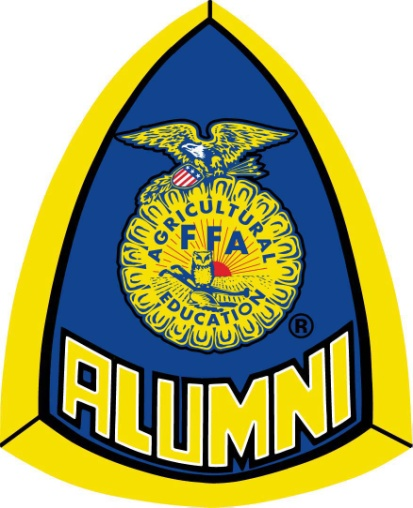 AGRICULTURAL
FFA
EDUCATION
®
ALUMNI